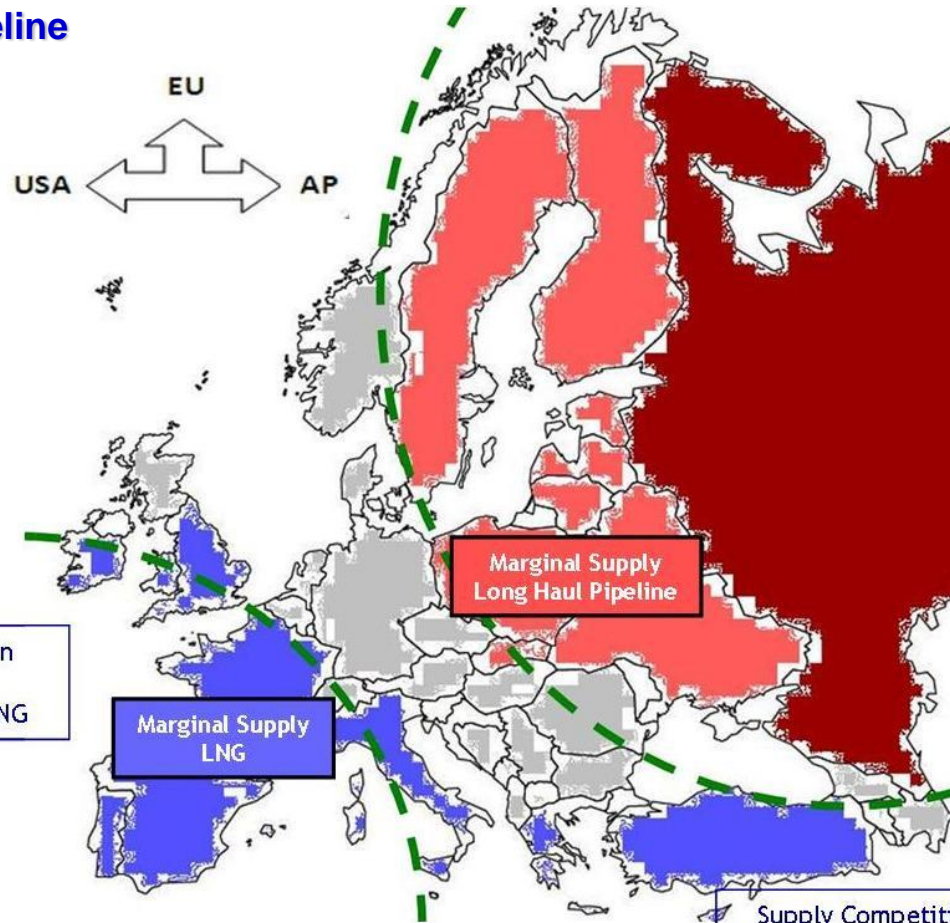 eline
EU
USA
AP
Marginal Supply
Long Haul Pipeline
n
NG
Marginal Supply
LNG
Supply Competit